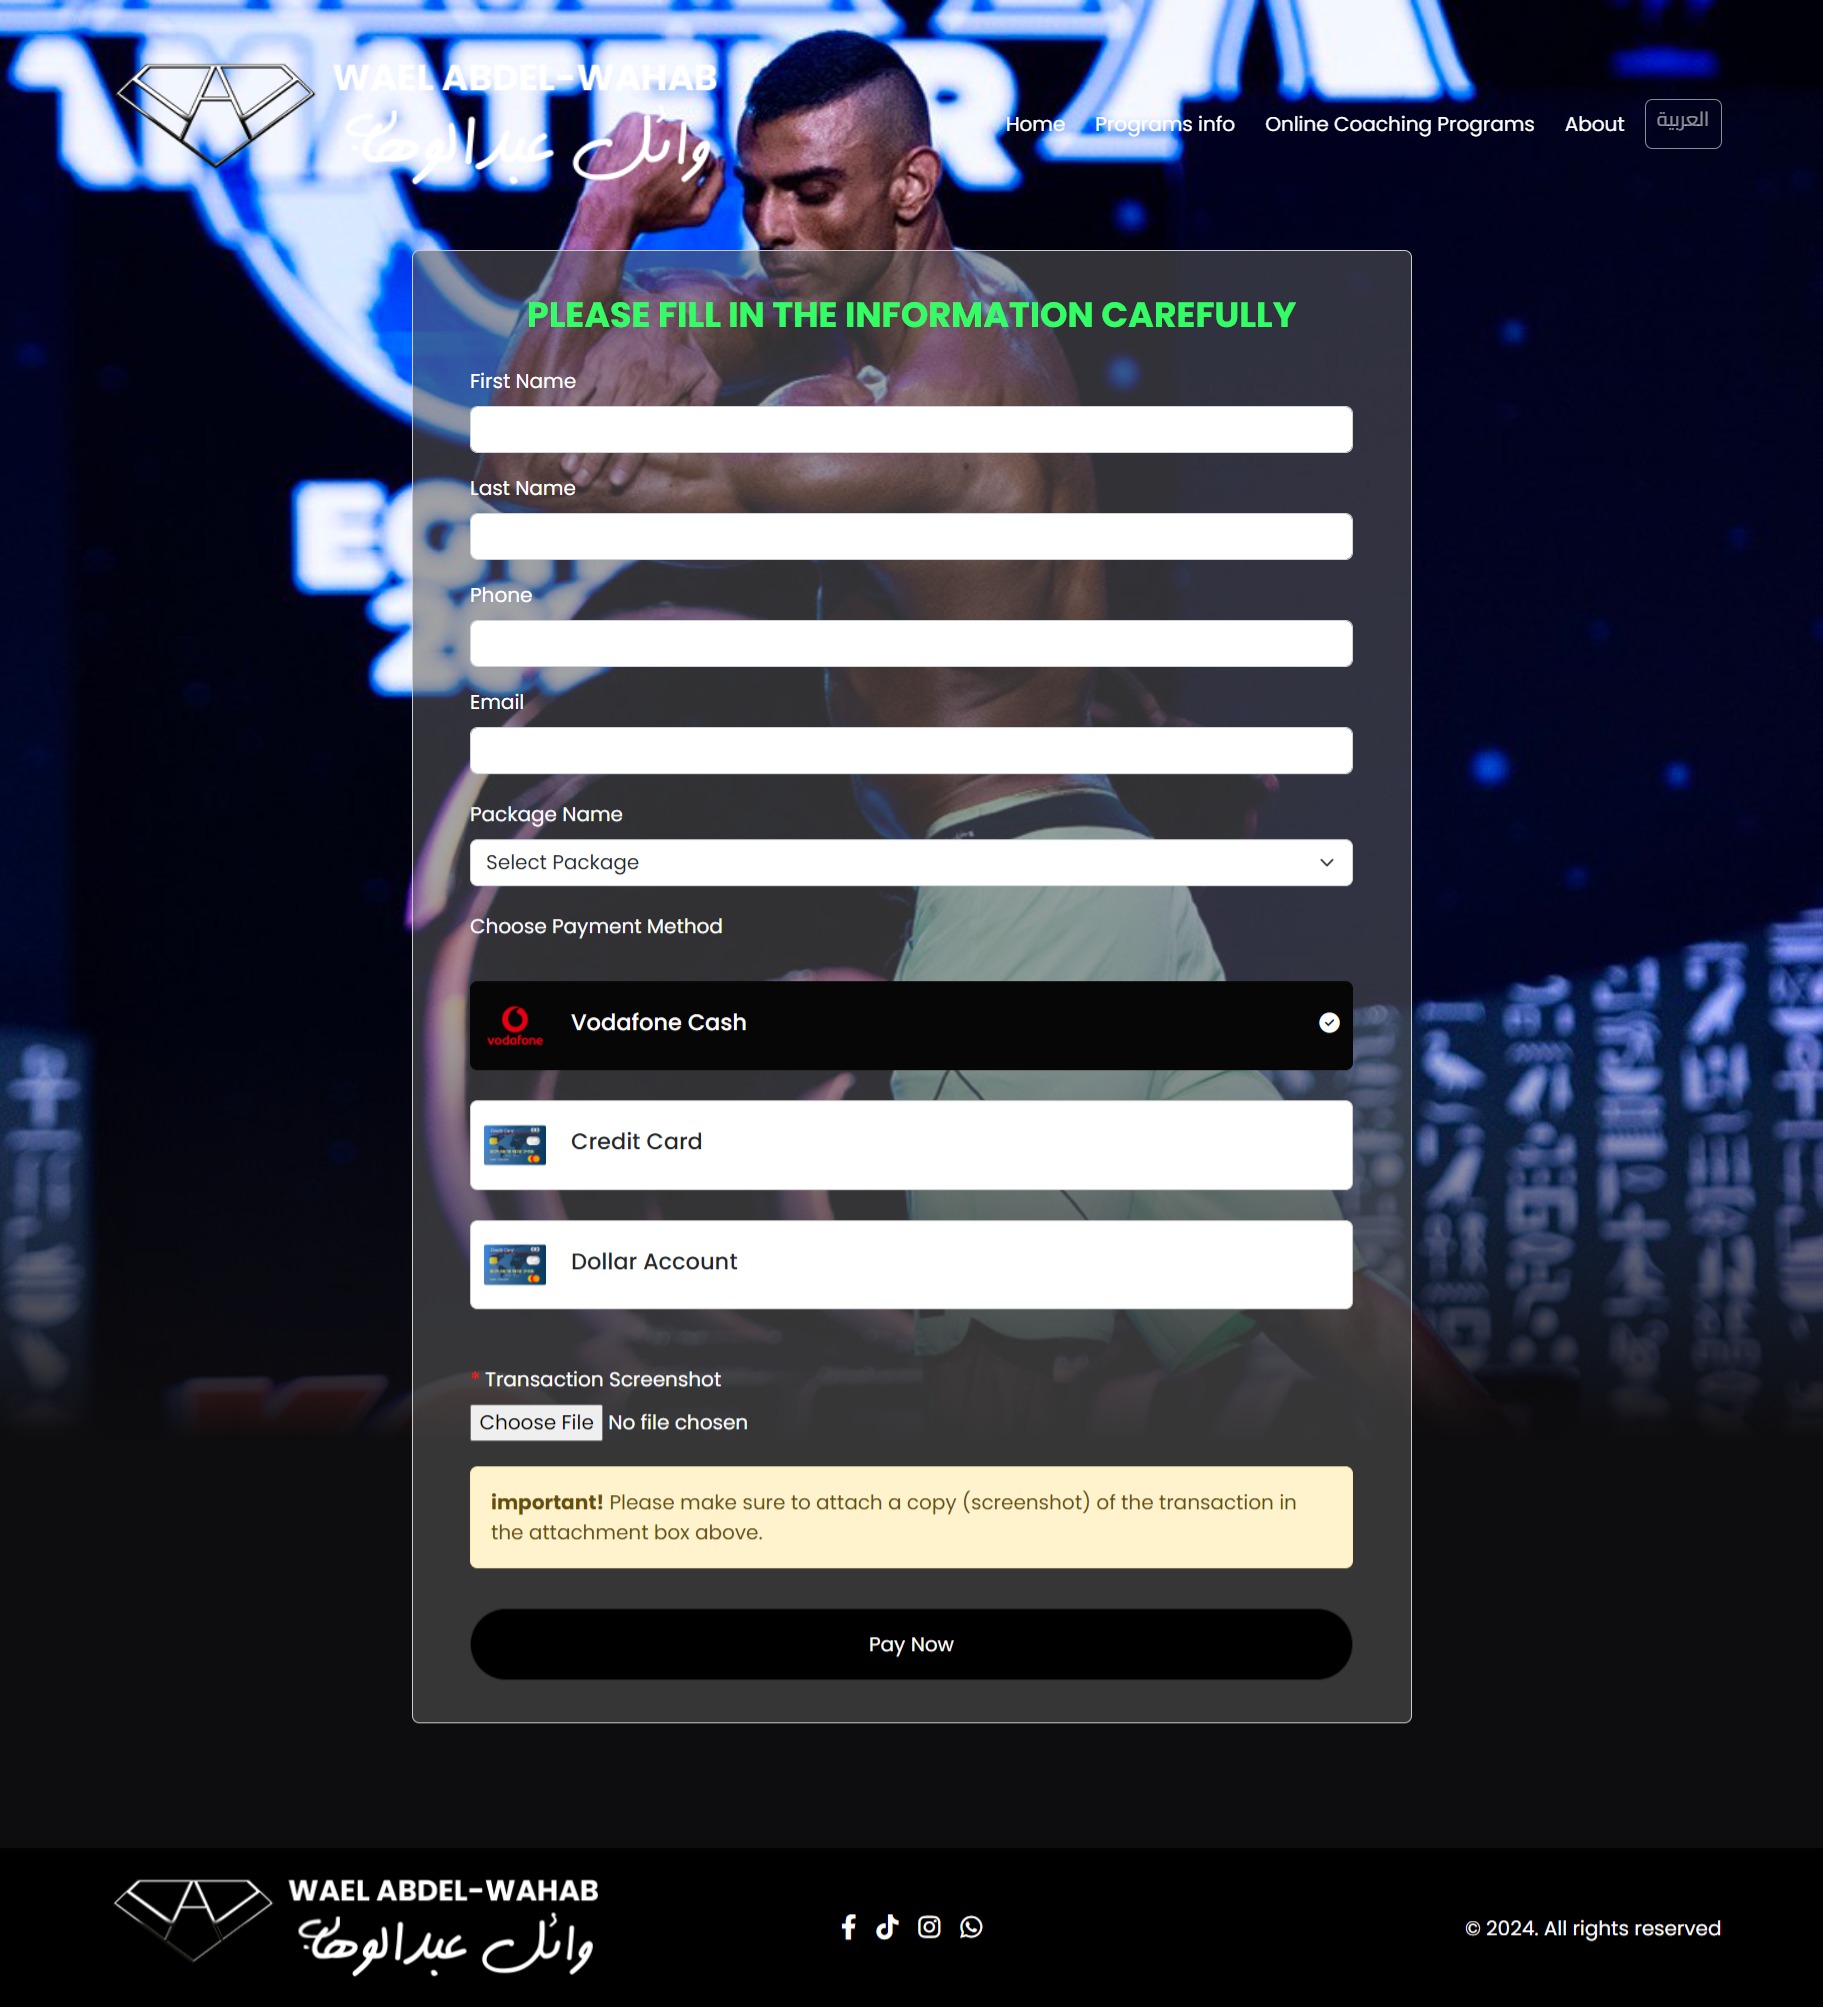 WAEL ABDEL-WAHAB
وائل عبدالوهاب
Home
Programs info
Online Coaching Programs
About
العربية
AMATEUR
PLEASE FILL IN THE INFORMATION CAREFULLY
First Name
Last Name
Phone
Email
Package Name
Select Package
Choose Payment Method
vodafone
Vodafone Cash
Credit Card
Dollar Account
* Transaction Screenshot
Choose File No file chosen
important! Please make sure to attach a copy (screenshot) of the transaction in
the attachment box above.
Pay Now
WAEL ABDEL-WAHAB
وائل عبدالوهاب
© 2024. All rights reserved